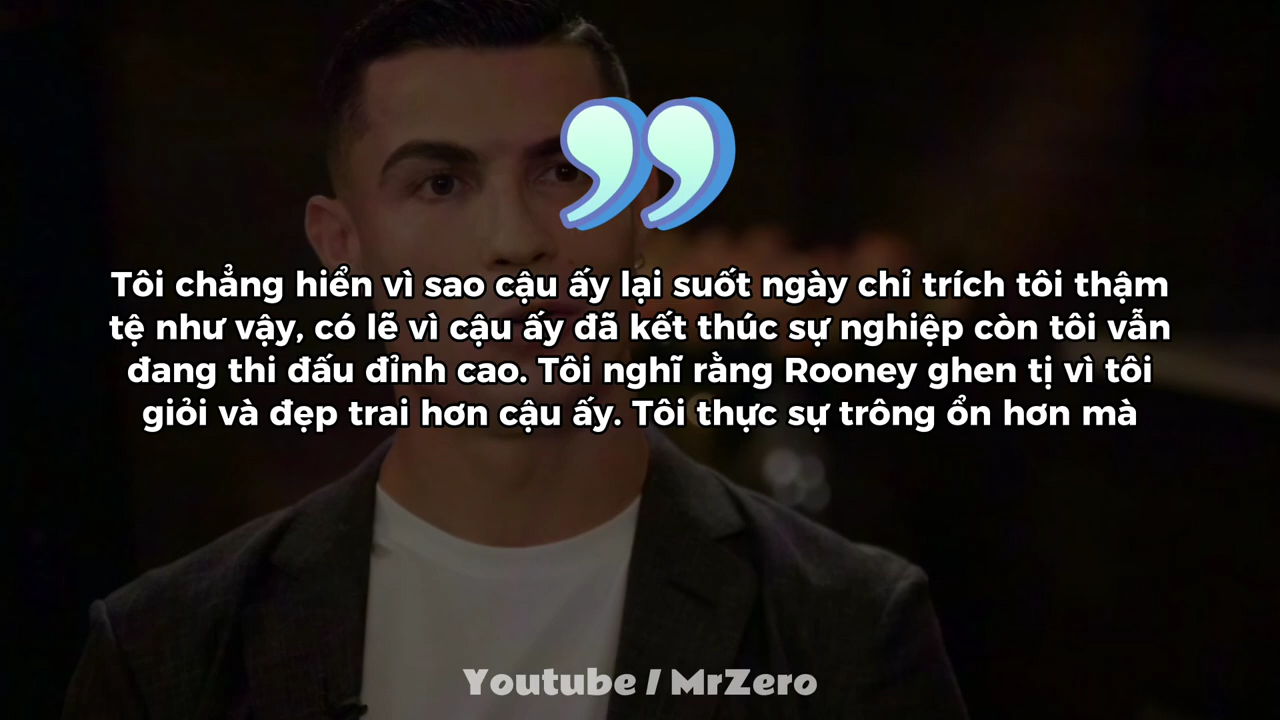 Tôi chẳng hiển vì sao cậu ấy lại suốt ngày chỉ trích tôi thậm
tệ như vậy, có lẽ vì cậu ấy đã kết thúc sự nghiệp còn tôi vẫn
đang thi đấu đỉnh cao. Tôi nghĩ rằng Rooney ghen tị vì tôi
giỏi và đẹp trai hơn cậu ấy. Tôi thực sự trông ổn hơn mà
Youtube / MrZero